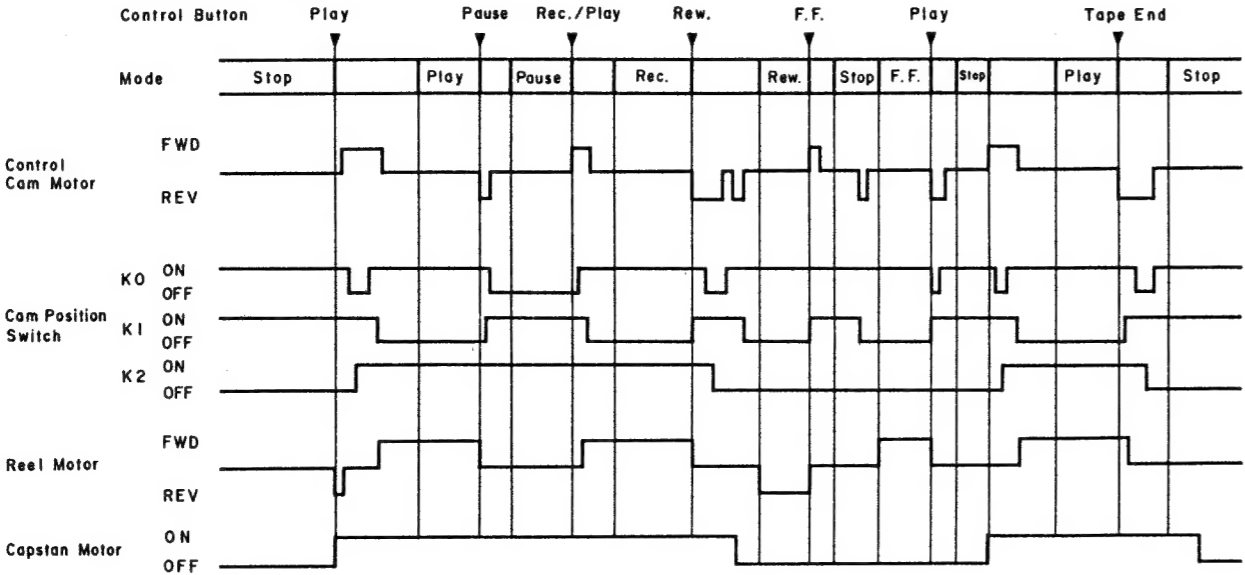 Control Button Play Pause Rec./Play Rew. F.F. Play Tape End
Mode Stop Play Pause Rec. Rew. Stop F.F. Stop Play Stop
FWD
Control
Cam Motor
REV
K0 ON
OFF
Cam Position
Switch
K1 ON
OFF
K2 ON
OFF
FWD
Reel Motor
REV
ON
Capstan Motor
OFF